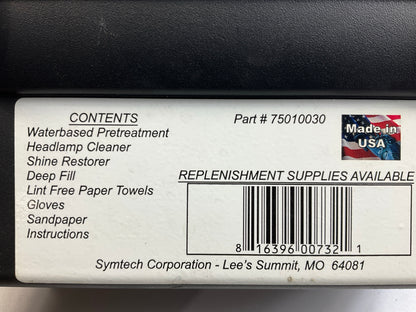 CONTENTS
Waterbased Pretreatment
Headlamp Cleaner
Shine Restorer
Deep Fill
Lint Free Paper Towels
Gloves
Sandpaper
Instructions
Part # 75010030
Made in
USA
REPLENISHMENT SUPPLIES AVAILABLE
8 16396 00732 1
Symtech Corporation - Lee's Summit, MO 64081